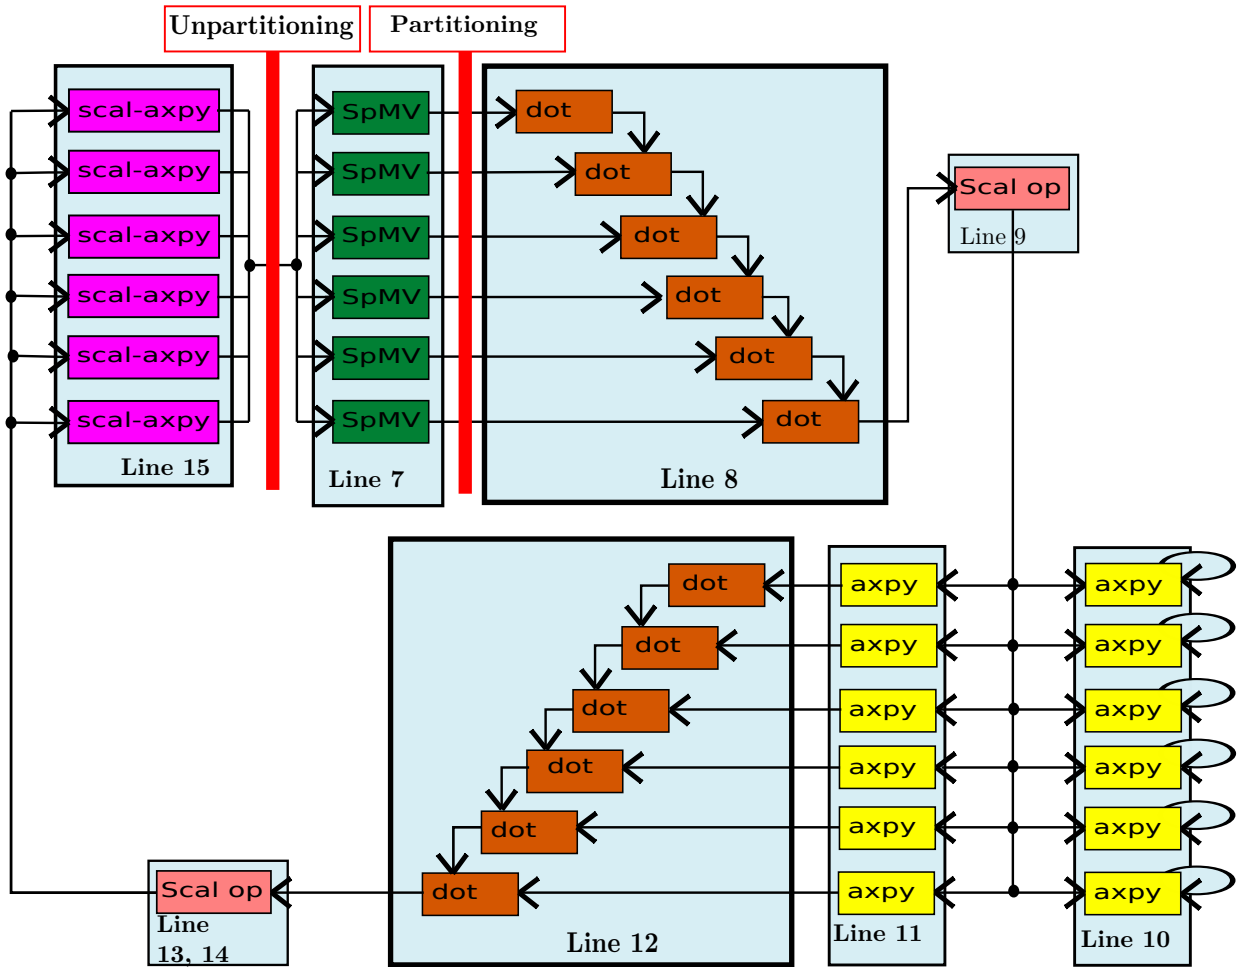 Unpartitioning
Partitioning
scal-axpy
scal-axpy
scal-axpy
scal-axpy
scal-axpy
scal-axpy
Line 15
SpMV
SpMV
SpMV
SpMV
SpMV
SpMV
Line 7
dot
dot
dot
dot
dot
dot
Line 8
Scal op
Line 9
axpy
axpy
axpy
axpy
axpy
axpy
Line 10
axpy
axpy
axpy
axpy
axpy
axpy
Line 11
dot
dot
dot
dot
dot
dot
Line 12
Scal op
Line
13, 14